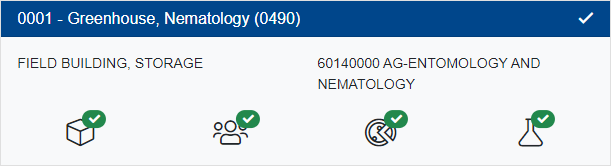 0001 - Greenhouse, Nematology (0490)
FIELD BUILDING, STORAGE
60140000 AG-ENTOMOLOGY AND
NEMATOLOGY